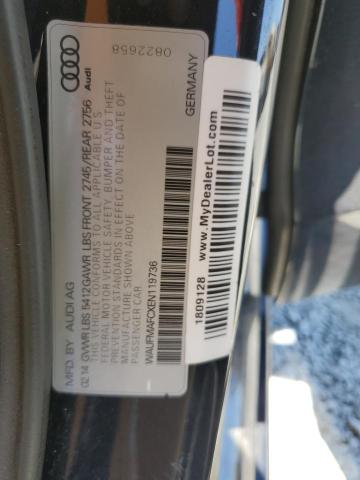 MFD. BY AUDI AG
02.14 GVWR LBS 5412 GAWR LBS FRONT 2745/REAR 2756
THIS VEHICLE CONFORMS TO ALL APPLICABLE U S
FEDERAL MOTOR VEHICLE SAFETY, BUMPER AND THEFT
PREVENTION STANDARDS IN EFFECT ON THE DATE OF
MANUFACTURE SHOWN ABOVE
PASSENGER CAR
WAUFMAFCXEN119736
Audi
0822658
GERMANY
www.MyDealerLot.com
1809128